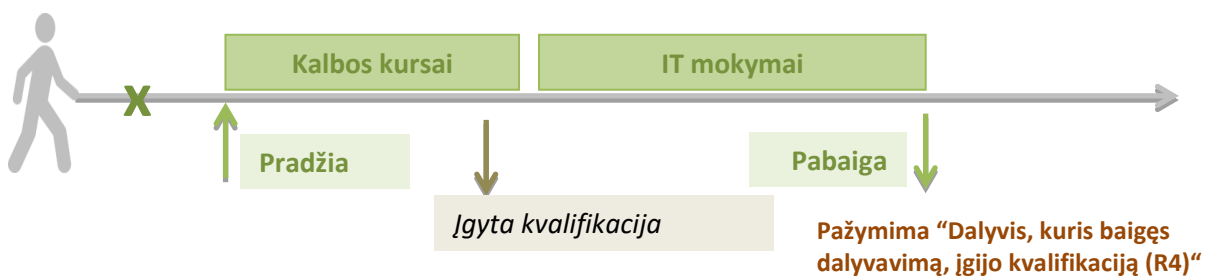 Kalbos kursai
IT mokymai
X
Pradžia
Pabaiga
Įgyta kvalifikacija
Pažymima “Dalyvis, kuris baigęs
dalyvavimą, įgijo kvalifikaciją (R4)“